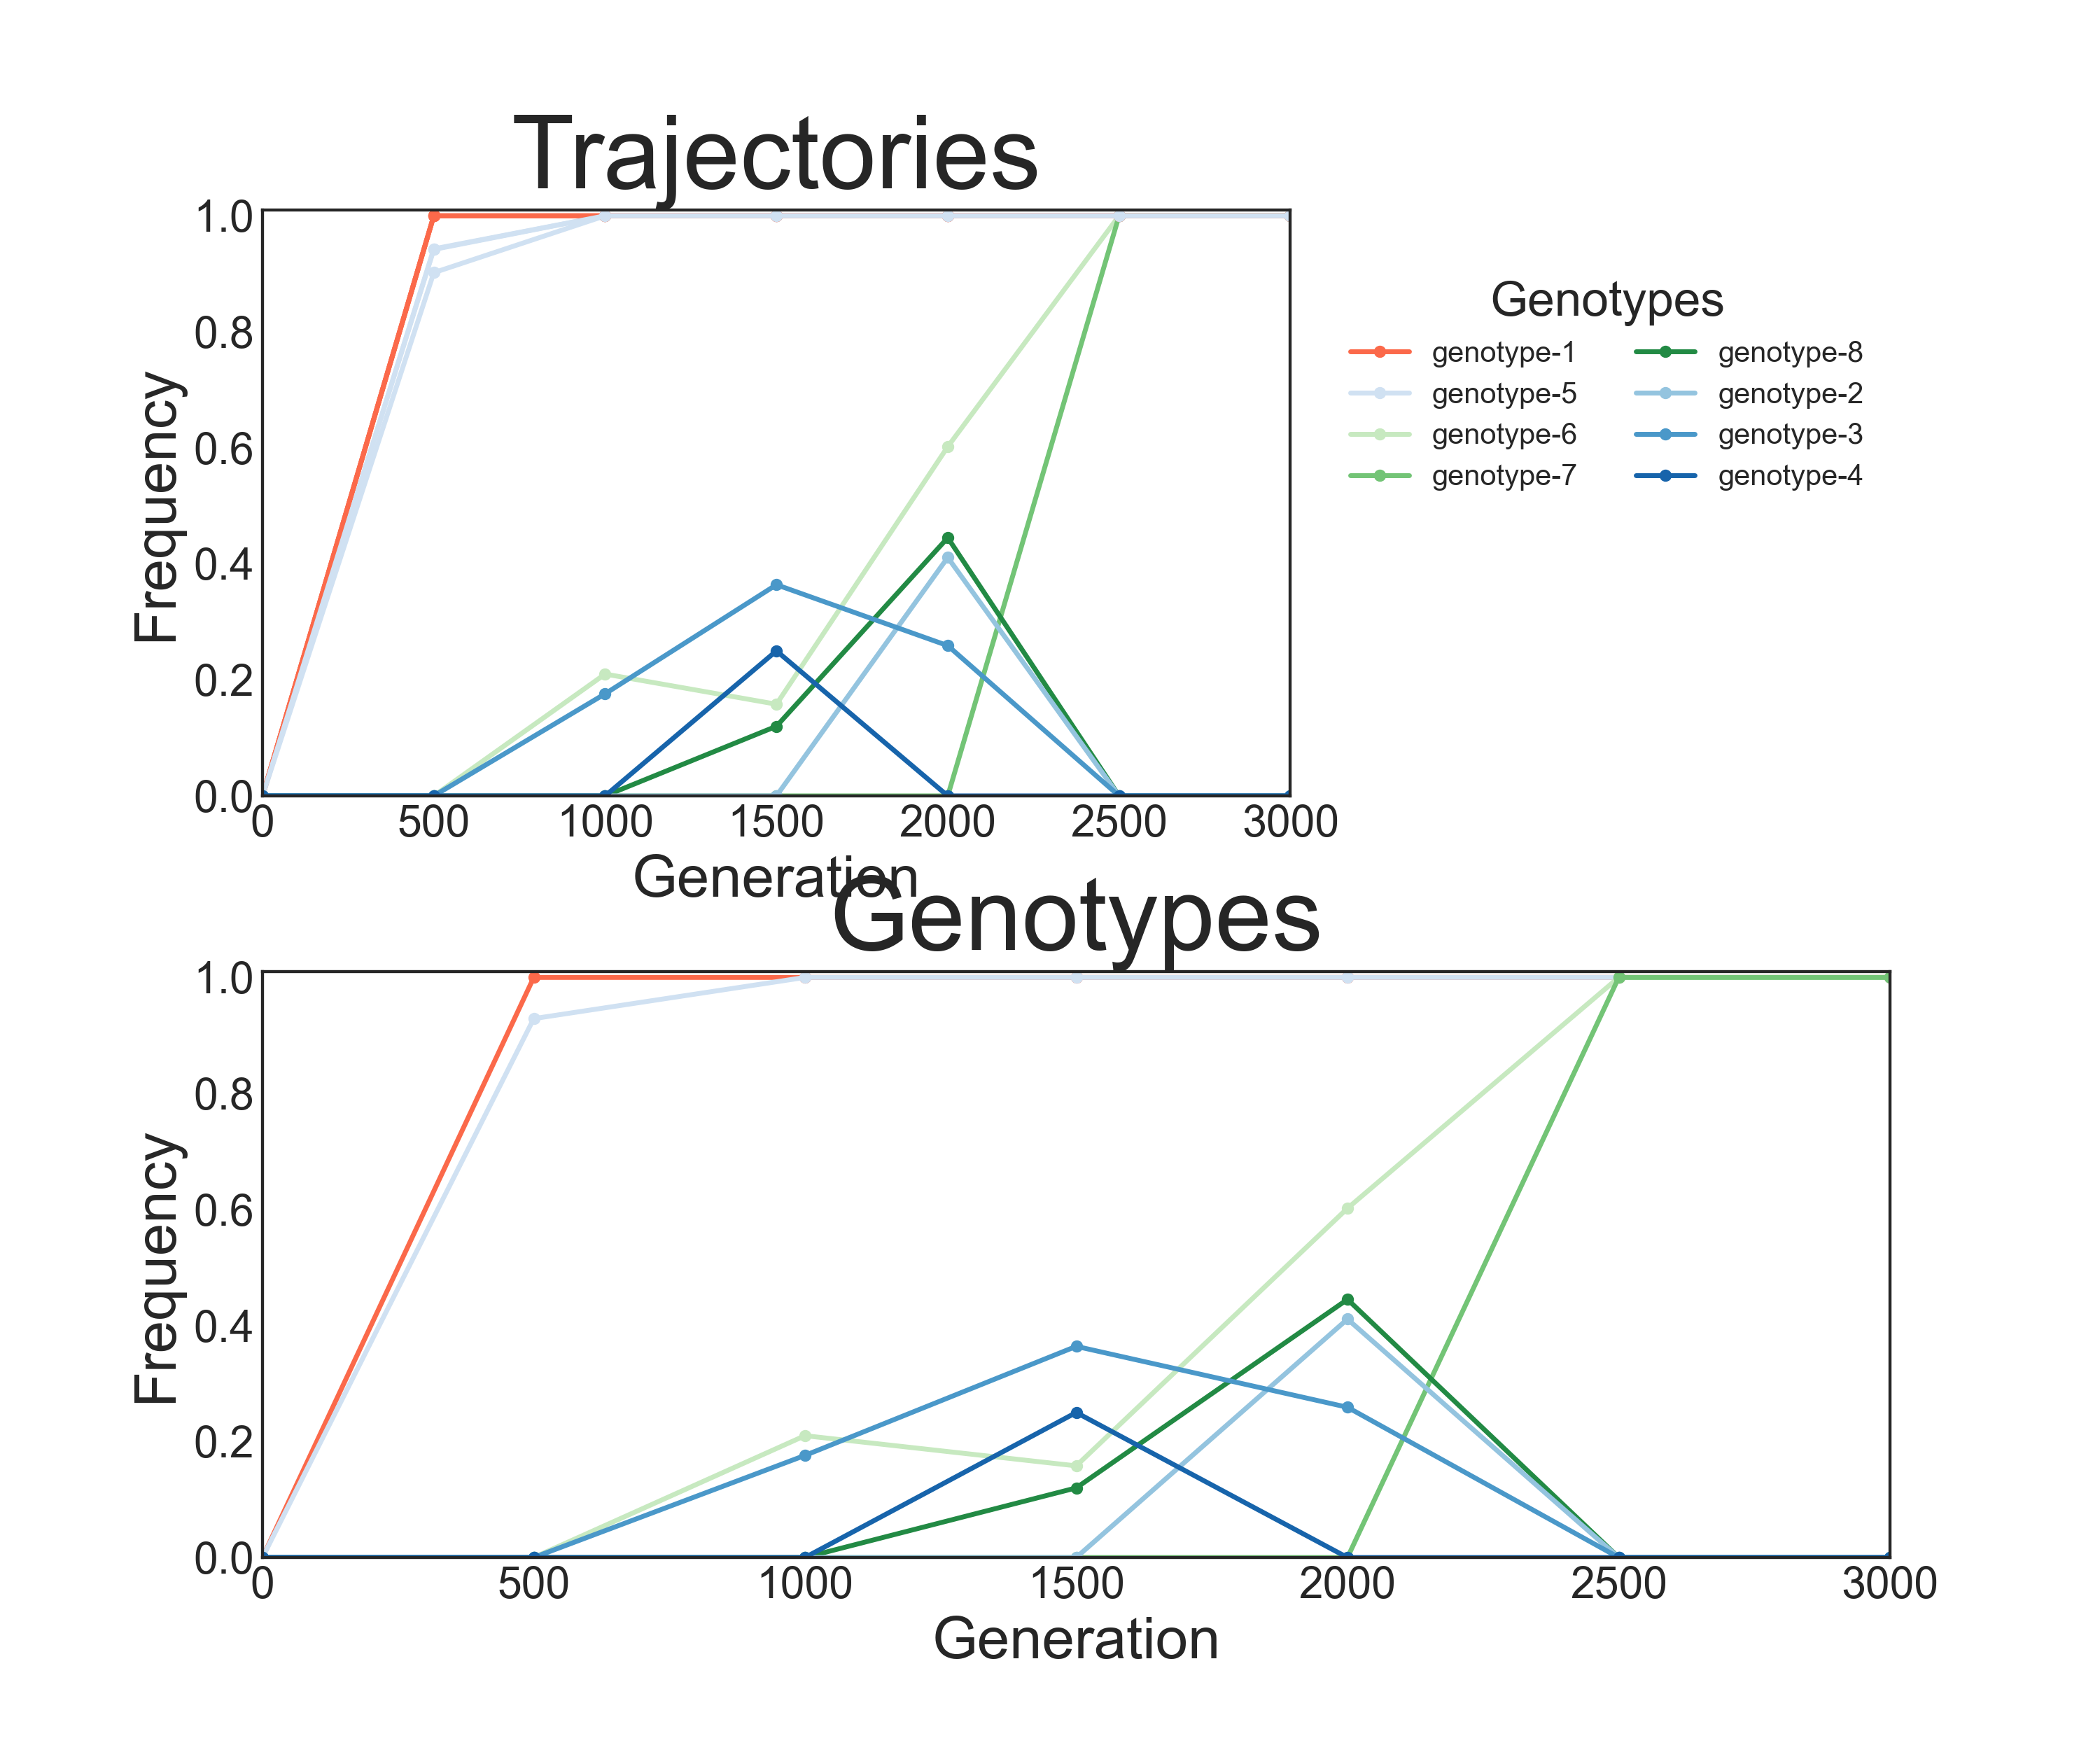 Trajectories
1.0
0.8
0.6
0.4
0.2
0.0
Frequency
0 500 1000 1500 2000 2500 3000
Generation
Genotypes
genotype-1 genotype-8
genotype-5 genotype-2
genotype-6 genotype-3
genotype-7 genotype-4
Genotypes
1.0
0.8
0.6
0.4
0.2
0.0
Frequency
0 500 1000 1500 2000 2500 3000
Generation